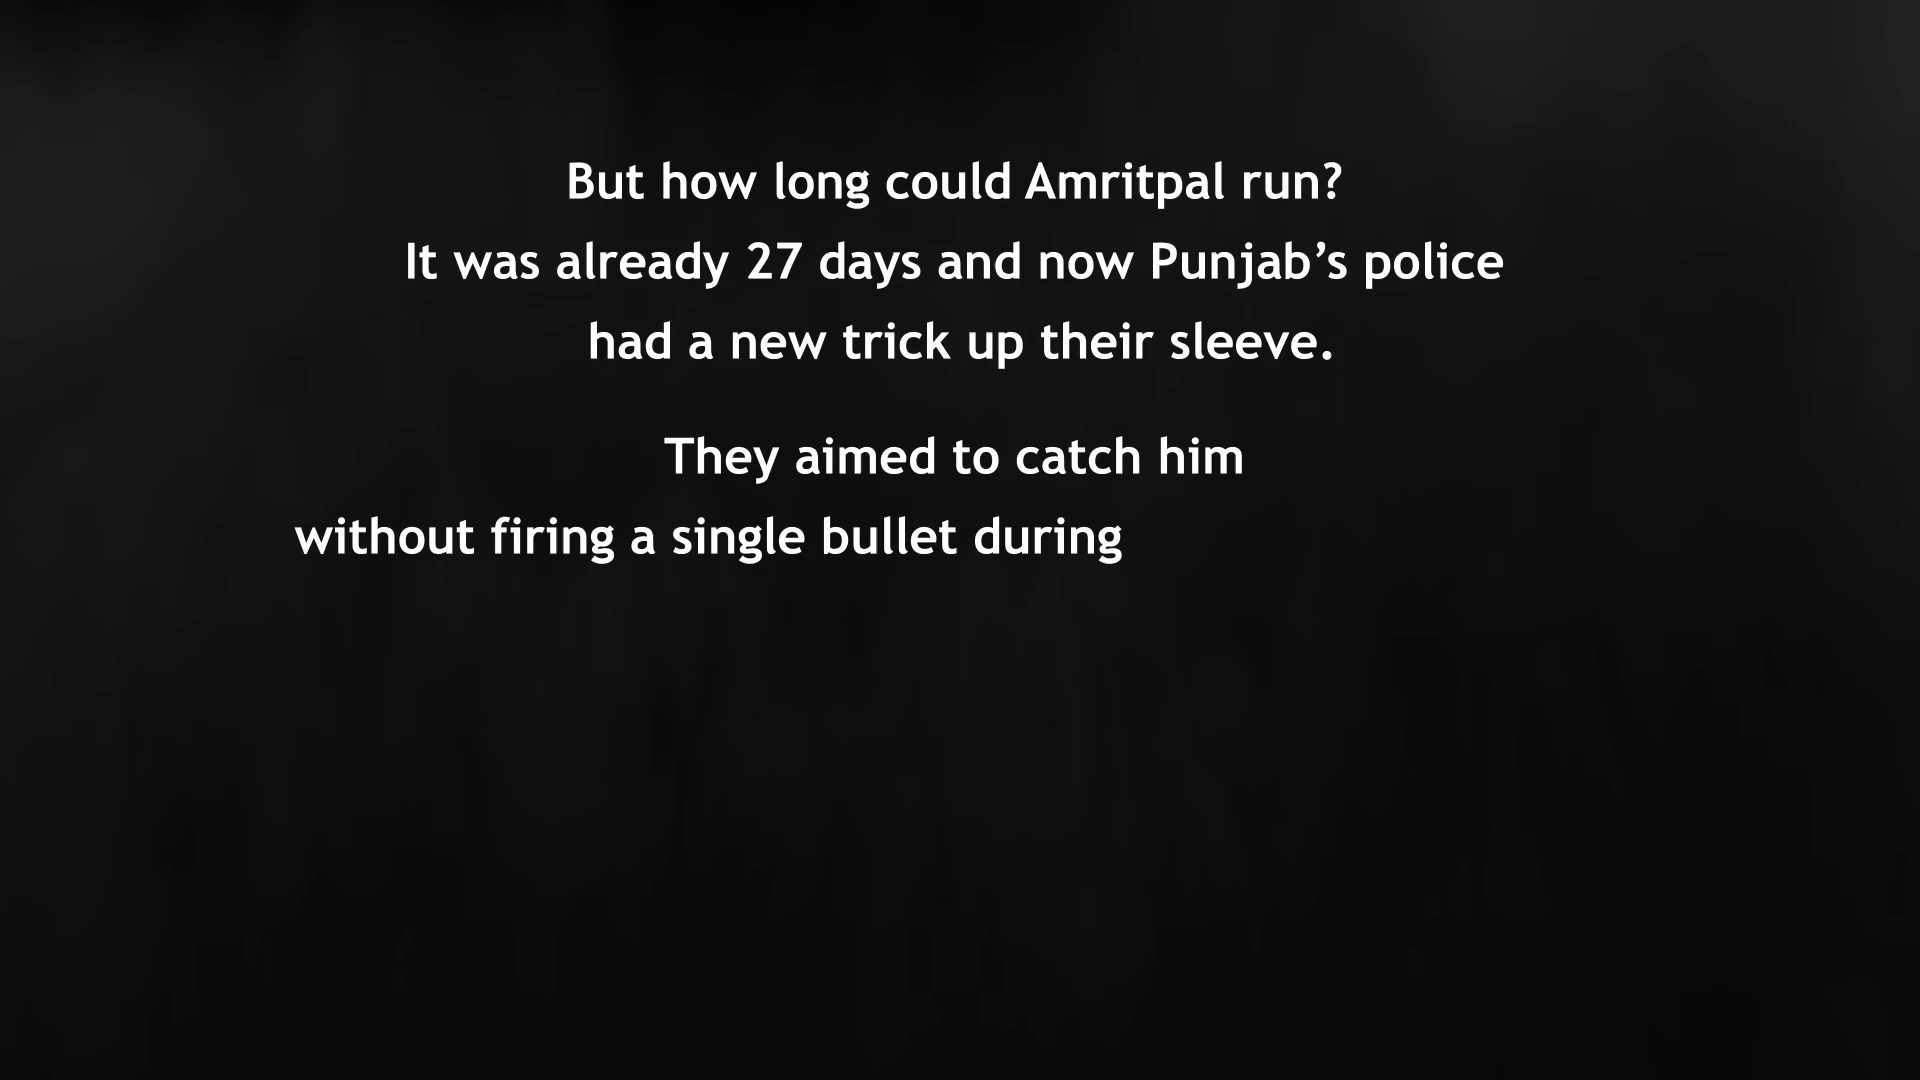 But how long could Amritpal run?
It was already 27 days and now Punjab’s police
had a new trick up their sleeve.
They aimed to catch him
without firing a single bullet during